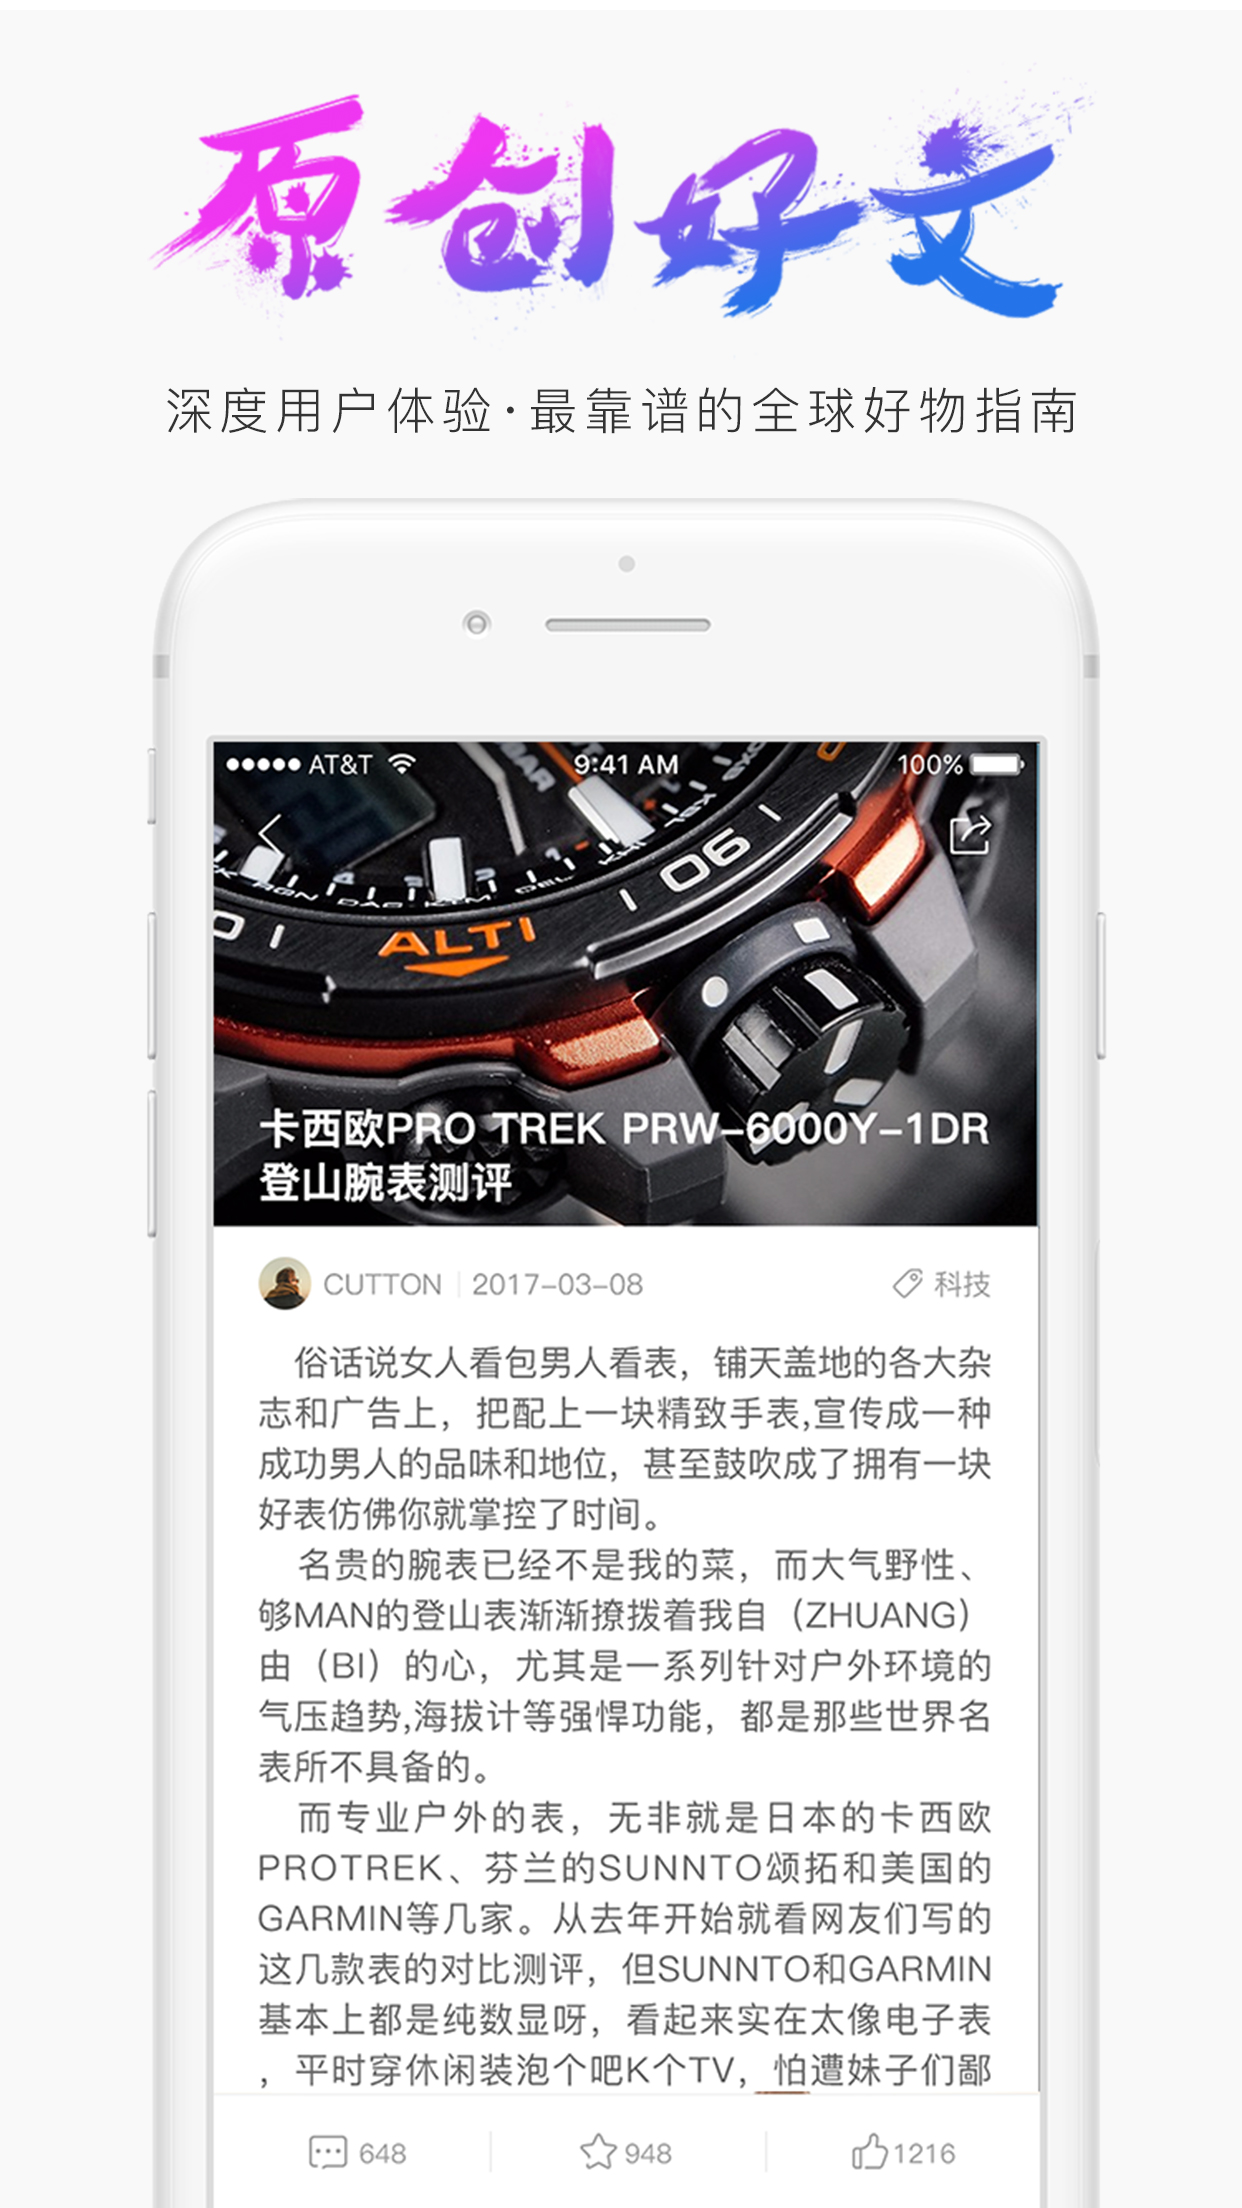 原创好文
深度用户体验·最靠谱的全球好物指南
AT&T 9:41 AM 100%
BAR
06
ALTI
卡西欧PRO TREK PRW-6000Y-1DR
登山腕表测评
CUTTON 2017-03-08 科技
俗话说女人看包男人看表，铺天盖地的各大杂
志和广告上，把配上一块精致手表,宣传成一种
成功男人的品味和地位，甚至鼓吹成了拥有一块
好表仿佛你就掌控了时间。
名贵的腕表已经不是我的菜，而大气野性、
够MAN的登山表渐渐撩拨着我自（ZHUANG）
由（BI）的心，尤其是一系列针对户外环境的
气压趋势,海拔计等强悍功能，都是那些世界名
表所不具备的。
而专业户外的表，无非就是日本的卡西欧
PROTREK、芬兰的SUNNTO颂拓和美国的
GARMIN等几家。从去年开始就看网友们写的
这几款表的对比测评，但SUNNTO和GARMIN
基本上都是纯数显呀，看起来实在太像电子表
，平时穿休闲装泡个吧K个TV，怕遭妹子们鄙
648 948 1216